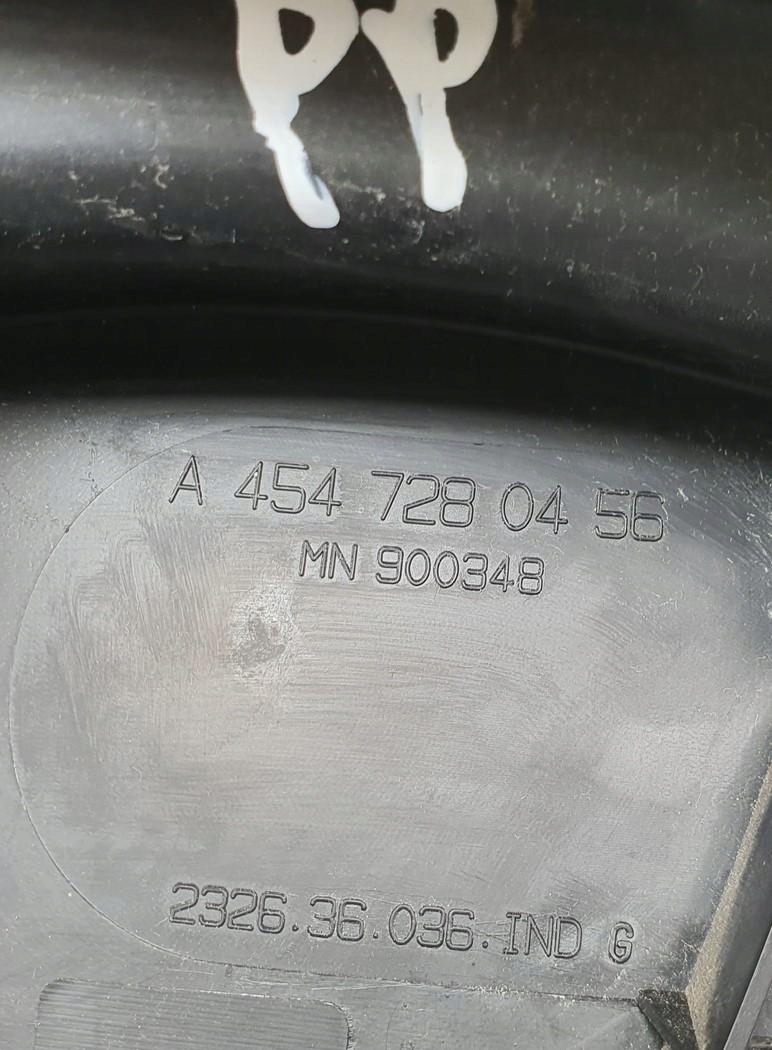 PP
A 454 728 04 56
MN 900348
2326.36.036.IND G